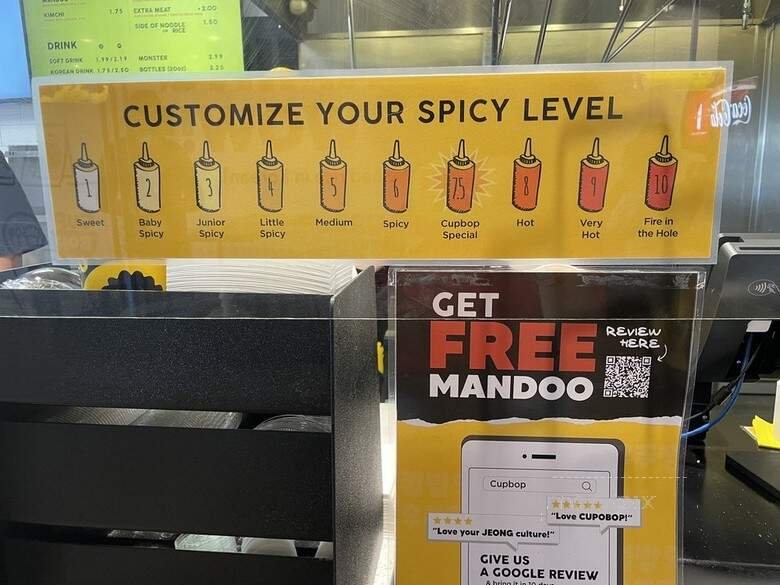 KIMCHI 1.75
EXTRA MEAT +2.00
SIDE OF NOODLE or RICE 1.50
DRINK
SOFT DRINK 1.99/2.19
MONSTER 2.99
KOREAN DRINK 1.75/2.50
BOTTLES (20oz) 2.25
Coca-Cola
CUSTOMIZE YOUR SPICY LEVEL
1 2 3 4 5 6 7.5 8 9 10
Sweet
Baby Spicy
Junior Spicy
Little Spicy
Medium
Spicy
Cupbop Special
Hot
Very Hot
Fire in the Hole
GET
FREE
MANDOO
REVIEW
HERE
Cupbop
"Love CUPOBOP!"
"Love your JEONG culture!"
GIVE US
A GOOGLE REVIEW